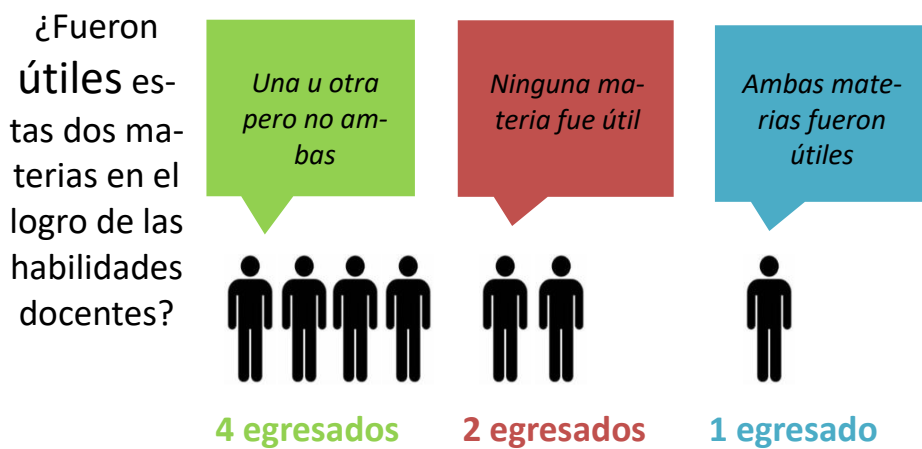 ¿Fueron
útiles es-
tas dos ma-
terias en el
logro de las
habilidades
docentes?
Una u otra
pero no am-
bas
Ninguna ma-
teria fue útil
Ambas mate-
rias fueron
útiles
4 egresados
2 egresados
1 egresado